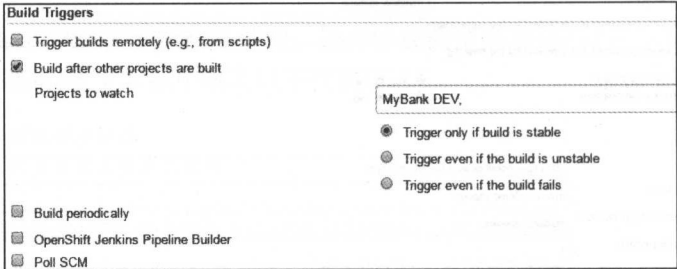 Build Triggers
Trigger builds remotely (e.g., from scripts)
Build after other projects are built
Projects to watch
MyBank DEV,
Trigger only if build is stable
Trigger even if the build is unstable
Trigger even if the build fails
Build periodically
OpenShift Jenkins Pipeline Builder
Poll SCM